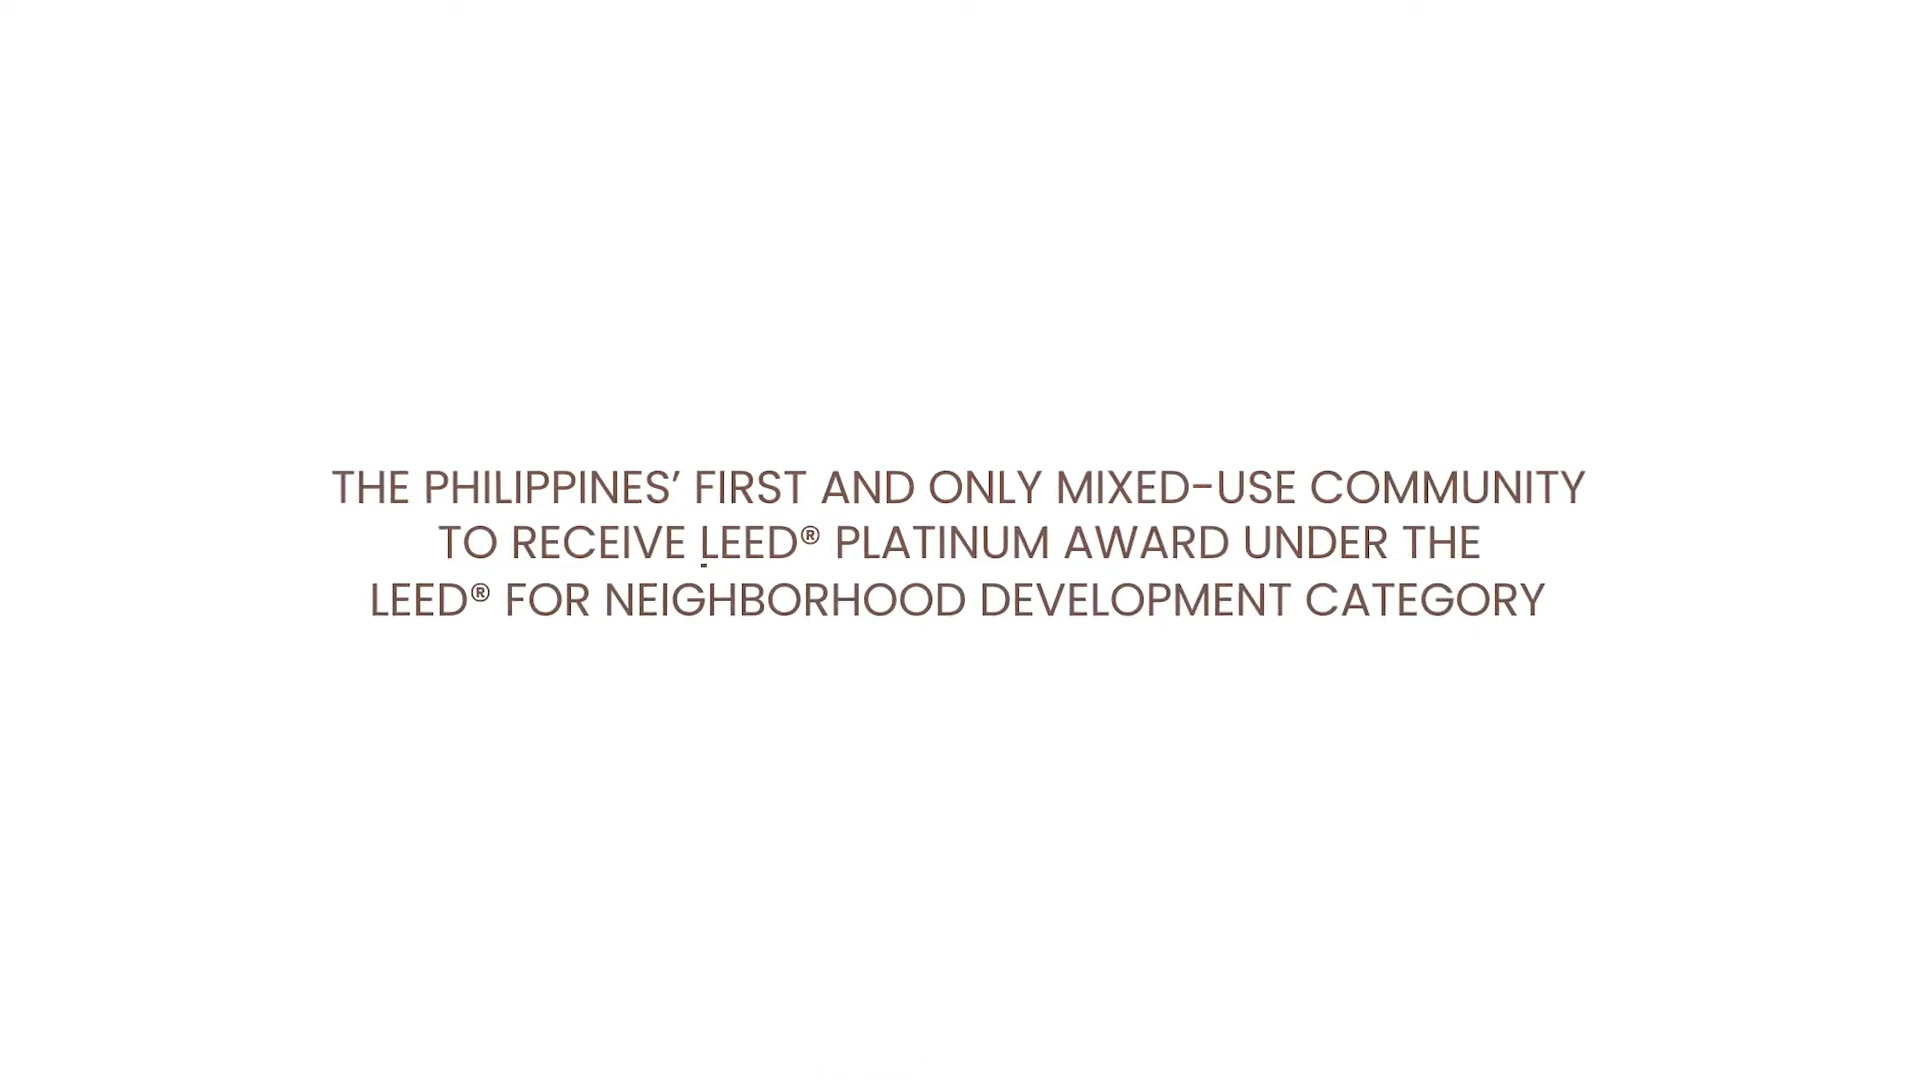 THE PHILIPPINES’ FIRST AND ONLY MIXED-USE COMMUNITY
TO RECEIVE LEED® PLATINUM AWARD UNDER THE
LEED® FOR NEIGHBORHOOD DEVELOPMENT CATEGORY